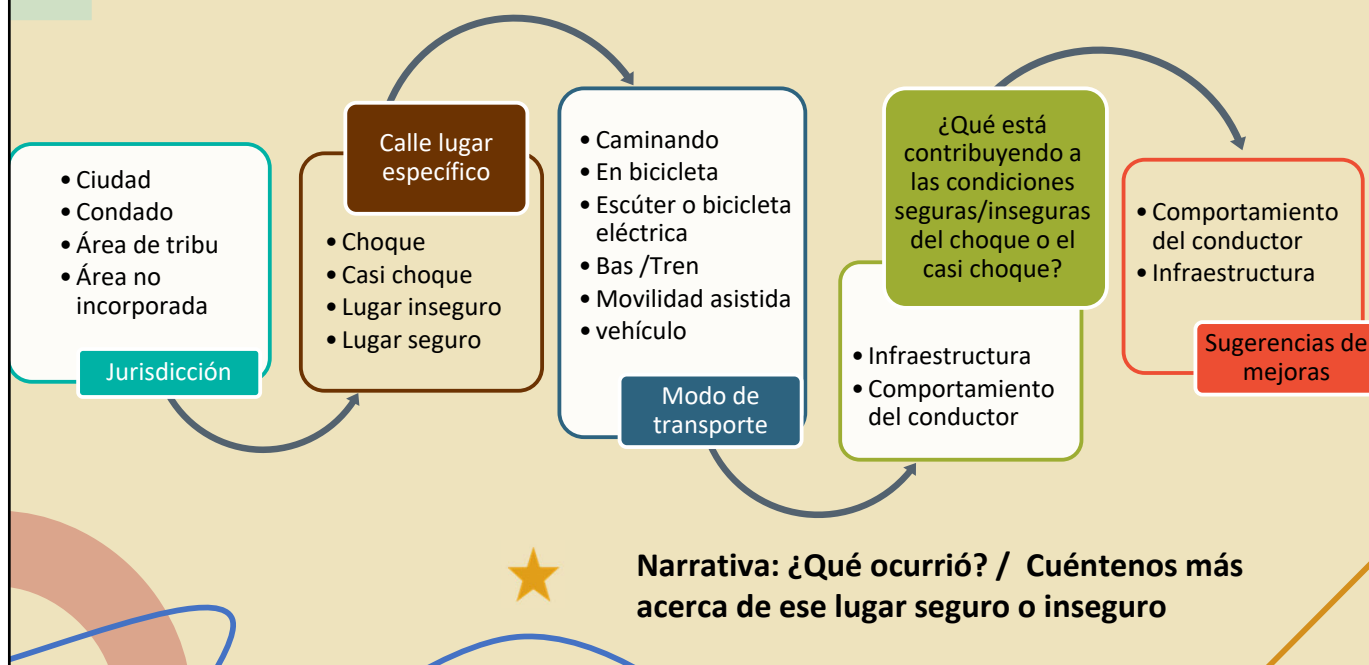 • Ciudad
• Condado
• Área de tribu
• Área no
incorporada
Jurisdicción
Calle lugar
específico
• Choque
• Casi choque
• Lugar inseguro
• Lugar seguro
• Caminando
• En bicicleta
• Escúter o bicicleta
eléctrica
• Bas /Tren
• Movilidad asistida
• vehículo
Modo de
transporte
¿Qué está
contribuyendo a
las condiciones
seguras/inseguras
del choque o el
casi choque?
• Infraestructura
• Comportamiento
del conductor
• Comportamiento
del conductor
• Infraestructura
Sugerencias de
mejoras
Narrativa: ¿Qué ocurrió? / Cuéntenos más
acerca de ese lugar seguro o inseguro